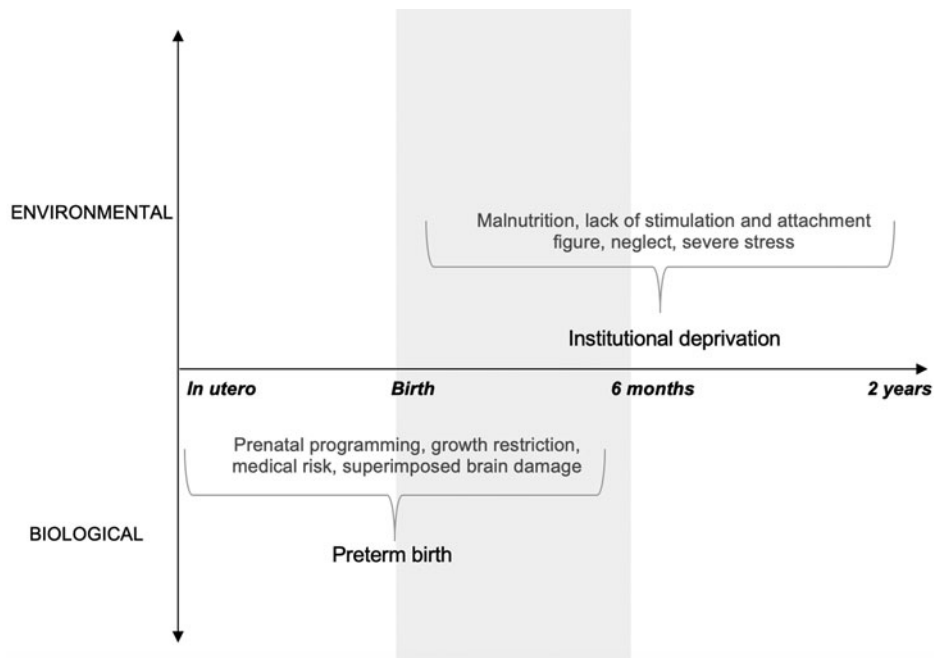 ENVIRONMENTAL
Malnutrition, lack of stimulation and attachment
figure, neglect, severe stress
Institutional deprivation
In utero
Birth
6 months
2 years
Prenatal programming, growth restriction,
medical risk, superimposed brain damage
BIOLOGICAL
Preterm birth